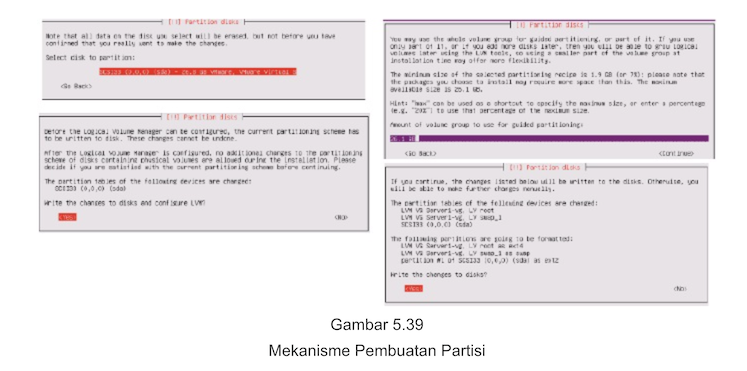 [!!] Partition disks
Note that all data on the disk you select will be erased, but not before you have
confirmed that you really want to make the changes.
Select disk to partition:
SCSI33 (0,0,0) (sda) - VMware, VMware Virtual S
<Go Back>
[!!] Partition disks
Before the Logical Volume Manager can be configured, the current partitioning scheme has
to be written to disk. These changes cannot be undone.
After the Logical Volume Manager is configured, no additional changes to the partitioning
scheme of disks containing physical volumes are allowed during the installation. Please
decide if you are satisfied with the current partitioning scheme before continuing.
The partition tables of the following devices are changed:
SCSI33 (0,0,0) (sda)
Write the changes to disks and configure LVM?
<Yes>
<No>
[!] Partition disks
You may use the whole volume group for guided partitioning, or part of it. If you use
only part of it, or if you add more disks later, then you will be able to grow logical
volumes later using the LVM tools, so using a smaller part of the volume group at
installation time may offer more flexibility.
The minimum size of the selected partitioning recipe is 1.9 GB (or 7%); please note that
the packages you choose to install may require more space than this. The maximum
available size is 25.1 GB.
Hint: "max" can be used as a shortcut to specify the maximum size, or enter a percentage
(e.g. "20%") to use that percentage of the maximum size.
Amount of volume group to use for guided partitioning:
<Go Back>
<Continue>
[!!] Partition disks
If you continue, the changes listed below will be written to the disks. Otherwise, you
will be able to make further changes manually.
The partition tables of the following devices are changed:
LVM VG Server1-vg, LV root
LVM VG Server1-vg, LV swap_1
SCSI33 (0,0,0) (sda)
The following partitions are going to be formatted:
LVM VG Server1-vg, LV root as ext4
LVM VG Server1-vg, LV swap_1 as swap
partition #1 of SCSI33 (0,0,0) (sda) as ext2
Write the changes to disks?
<Yes>
<No>
Gambar 5.39
Mekanisme Pembuatan Partisi